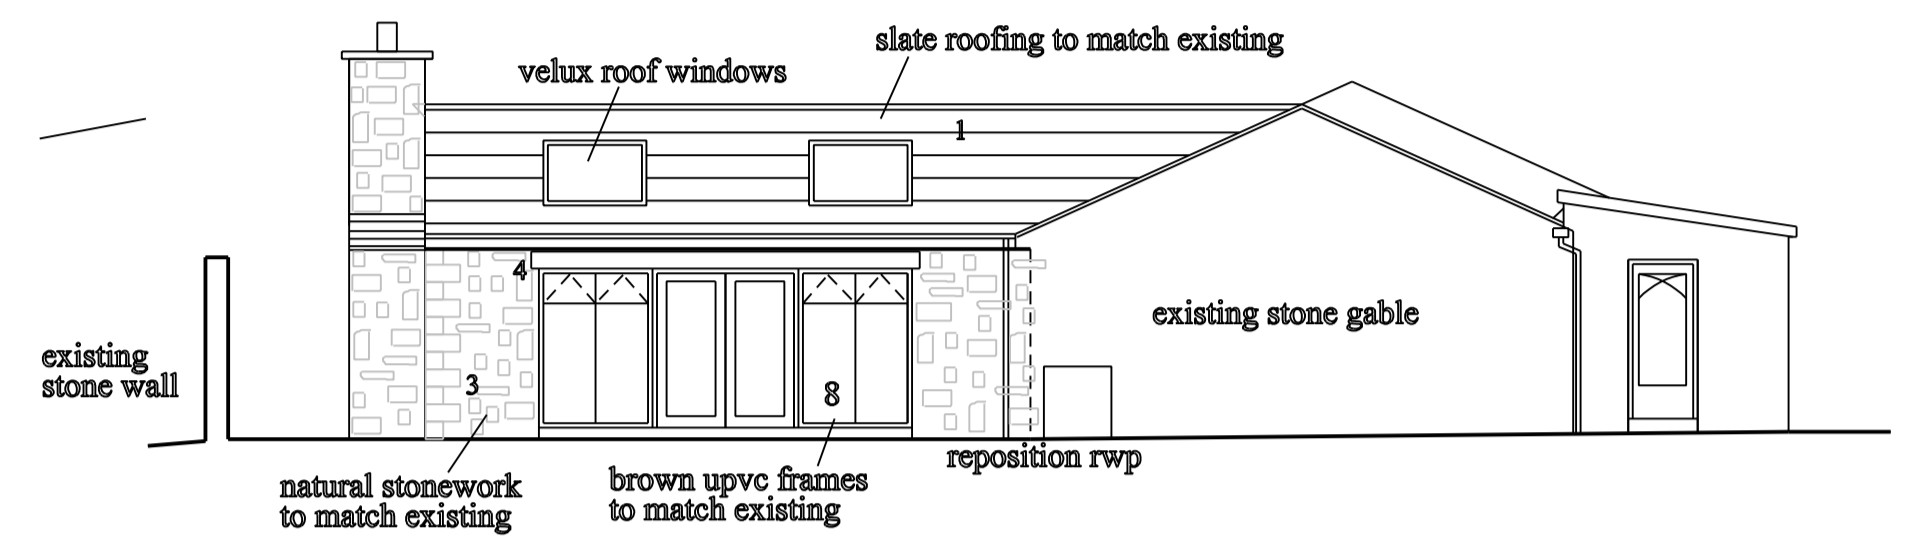 slate roofing to match existing
velux roof windows
1
4
existing stone gable
existing
stone wall
3
8
reposition rwp
natural stonework
to match existing
brown upvc frames
to match existing